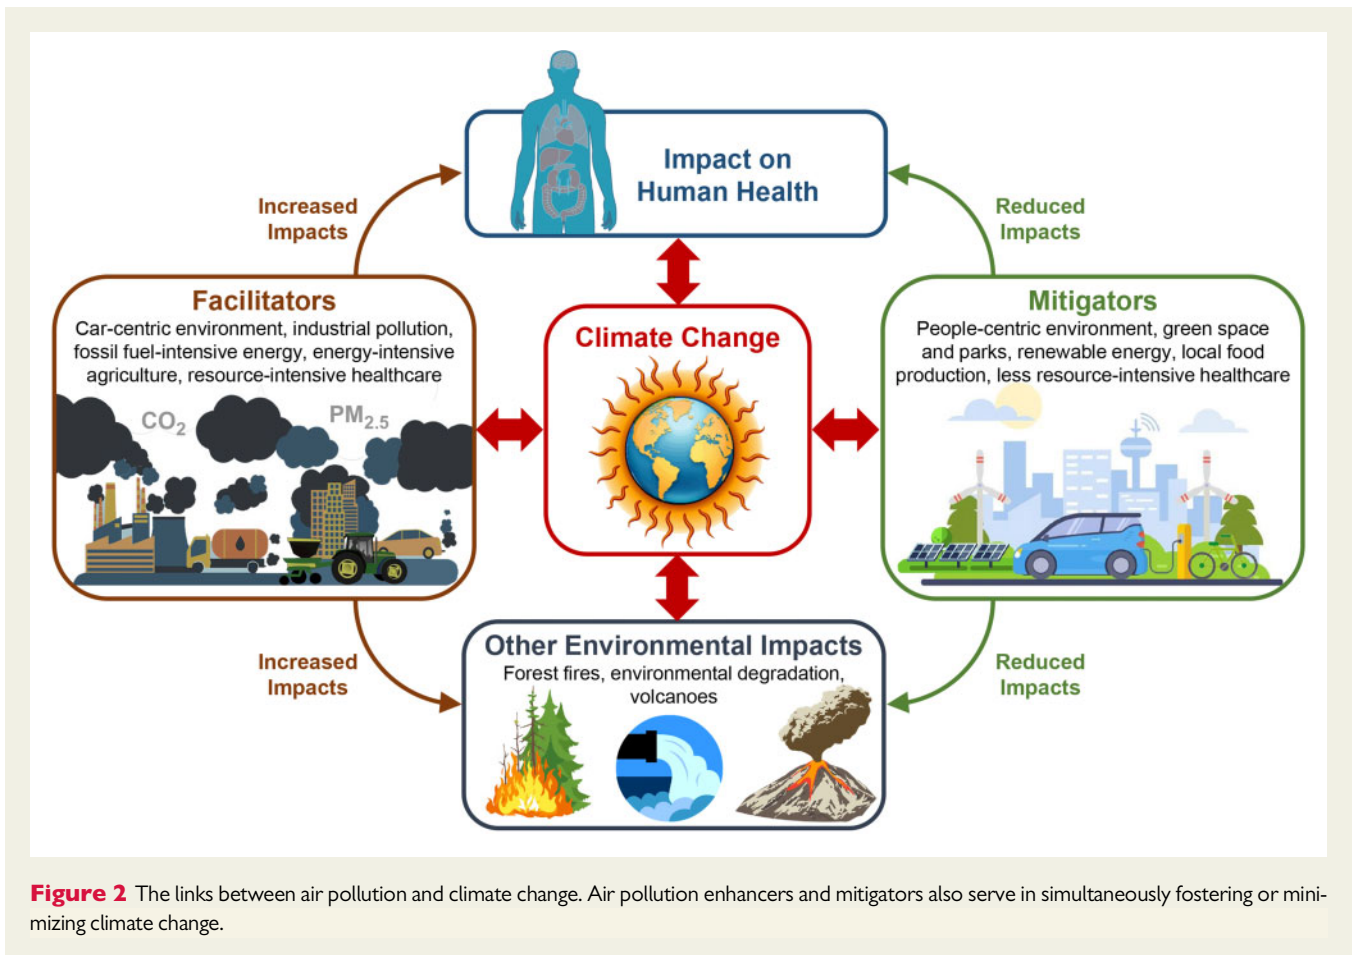 Impact on
Human Health
Increased
Impacts
Reduced
Impacts
Facilitators
Car-centric environment, industrial pollution,
fossil fuel-intensive energy, energy-intensive
agriculture, resource-intensive healthcare
CO2
PM2.5
Climate Change
Mitigators
People-centric environment, green space
and parks, renewable energy, local food
production, less resource-intensive healthcare
Increased
Impacts
Reduced
Impacts
Other Environmental Impacts
Forest fires, environmental degradation,
volcanoes
Figure 2 The links between air pollution and climate change. Air pollution enhancers and mitigators also serve in simultaneously fostering or mini-
mizing climate change.